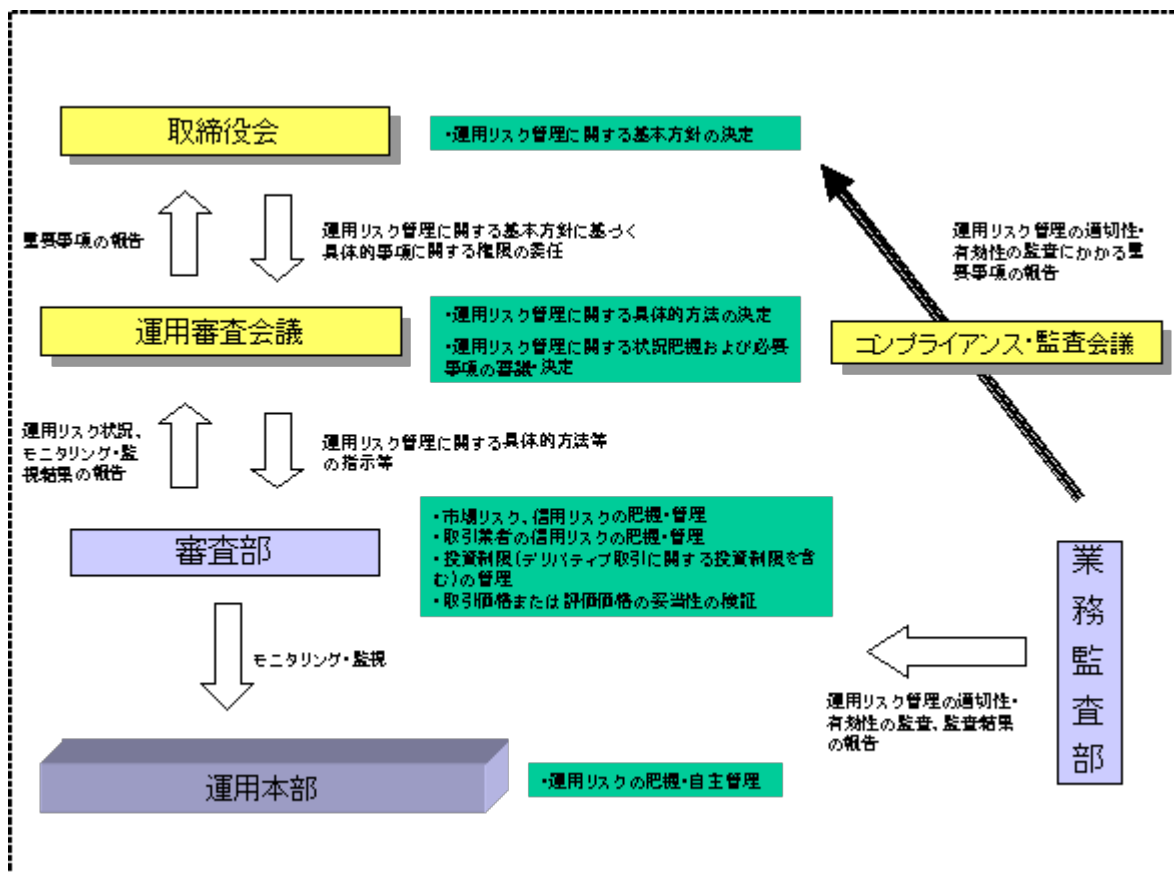 取締役会
・運用リスク管理に関する基本方針の決定
重要事項の報告
運用リスク管理に関する基本方針に基づく
具体的事項に関する権限の委任
運用リスク管理の適切性・
有効性の監査にかかる重
要事項の報告
運用審査会議
・運用リスク管理に関する具体的方法の決定
・運用リスク管理に関する状況把握および必要
事項の審議・決定
コンプライアンス・監査会議
運用リスク状況、
モニタリング・監
視結果の報告
運用リスク管理に関する具体的方法等
の指示等
審査部
・市場リスク、信用リスクの把握・管理
・取引業者の信用リスクの把握・管理
・投資制限(デリバティブ取引に関する投資制限を含
む)の管理
・取引価格または評価価格の妥当性の検証
業務監査部
モニタリング・監視
運用リスク管理の適切性・
有効性の監査、監査結果
の報告
運用本部
・運用リスクの把握・自主管理